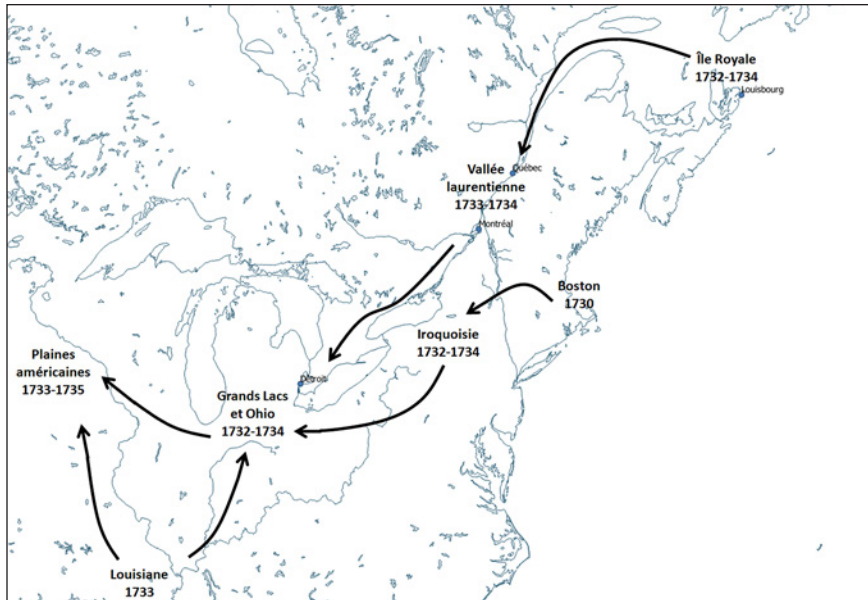 Île Royale
1732-1734
Louisbourg
Québec
Vallée
laurentienne
1733-1734
Montréal
Boston
1730
Iroquoisie
1732-1734
Plaines
américaines
1733-1735
Détroit
Grands Lacs
et Ohio
1732-1734
Louisiane
1733